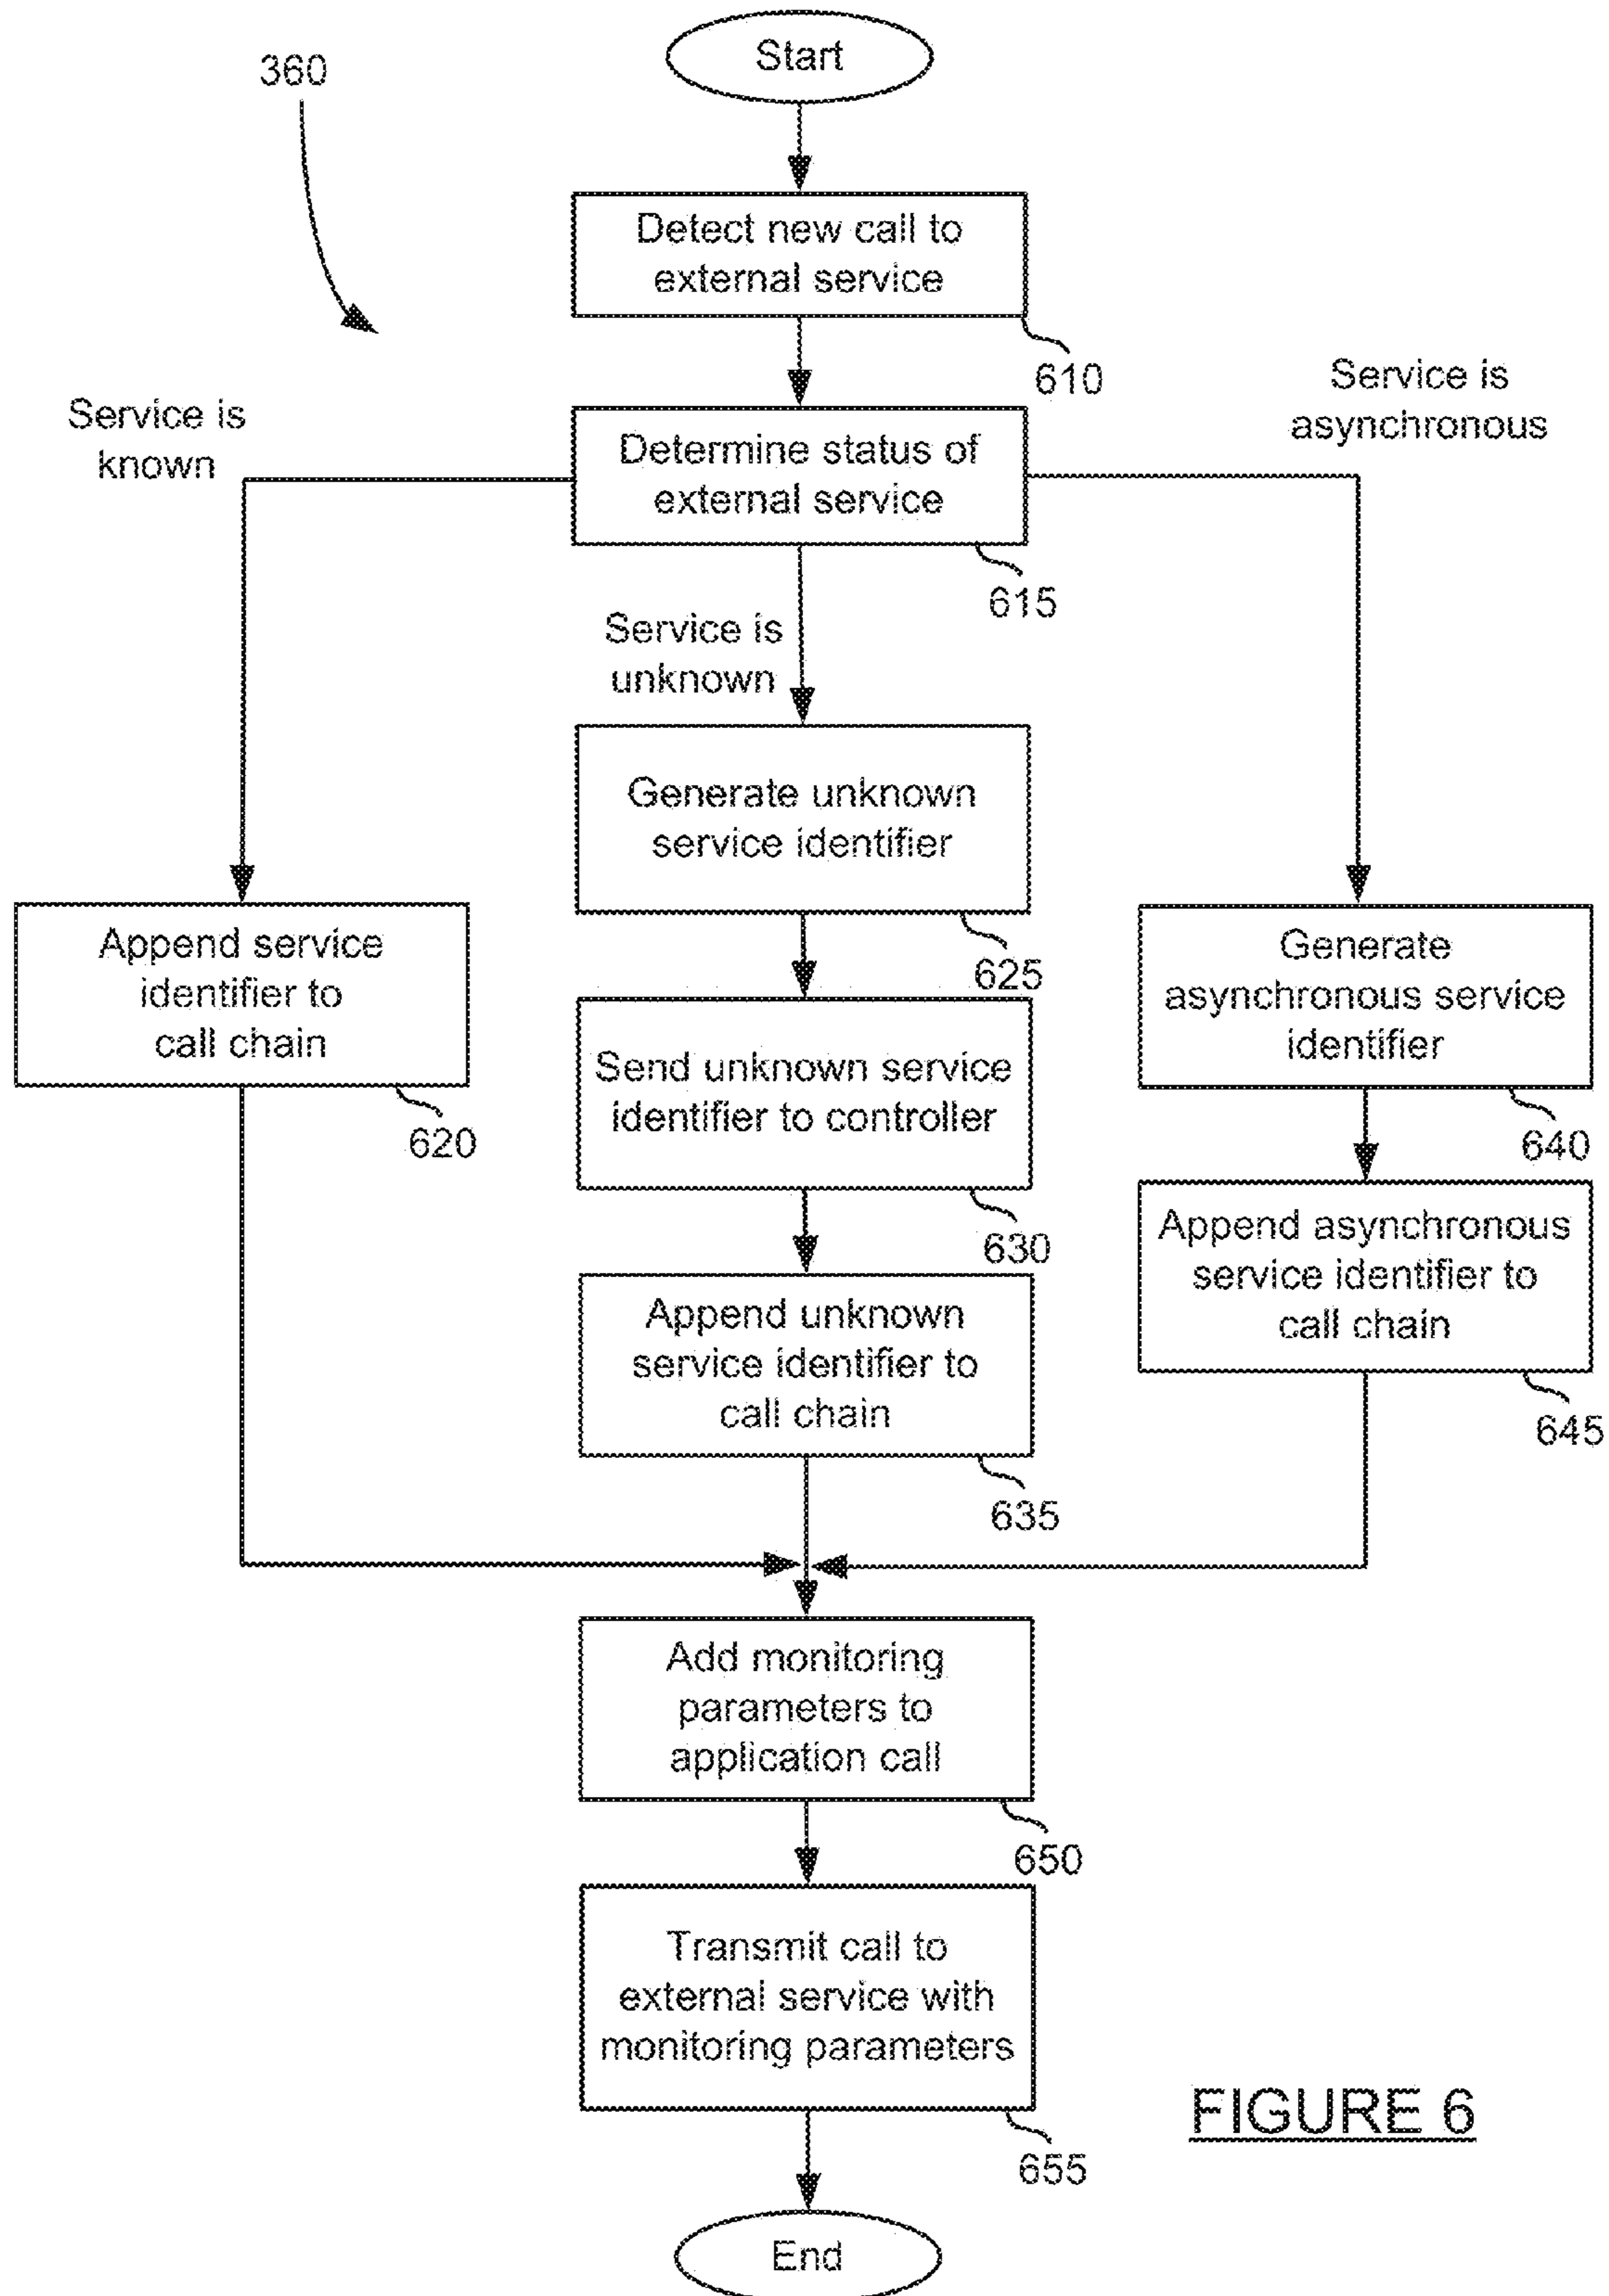 Start
360
Detect new call to
external service
610
Service is
asynchronous
Service is
known
Determine status of
external service
615
Service is
unknown
Generate unknown
service identifier
625
Append service
identifier to
call chain
620
Generate
asynchronous service
identifier
640
Send unknown service
identifier to controller
630
Append asynchronous
service identifier to
call chain
645
Append unknown
service identifier to
call chain
635
Add monitoring
parameters to
application call
650
Transmit call to
external service with
monitoring parameters
655
FIGURE 6
End